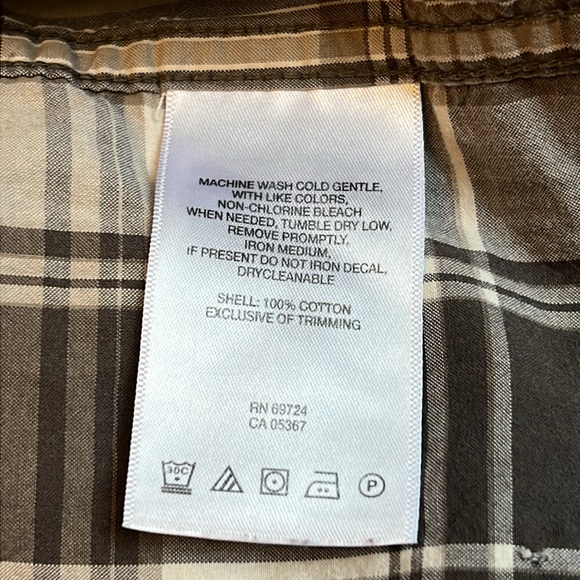 MACHINE WASH COLD GENTLE,
WITH LIKE COLORS,
NON-CHLORINE BLEACH
WHEN NEEDED, TUMBLE DRY LOW.
REMOVE PROMPTLY.
IRON MEDIUM,
IF PRESENT DO NOT IRON DECAL,
DRYCLEANABLE
SHELL: 100% COTTON
EXCLUSIVE OF TRIMMING
RN 69724
CA 05367
30C P